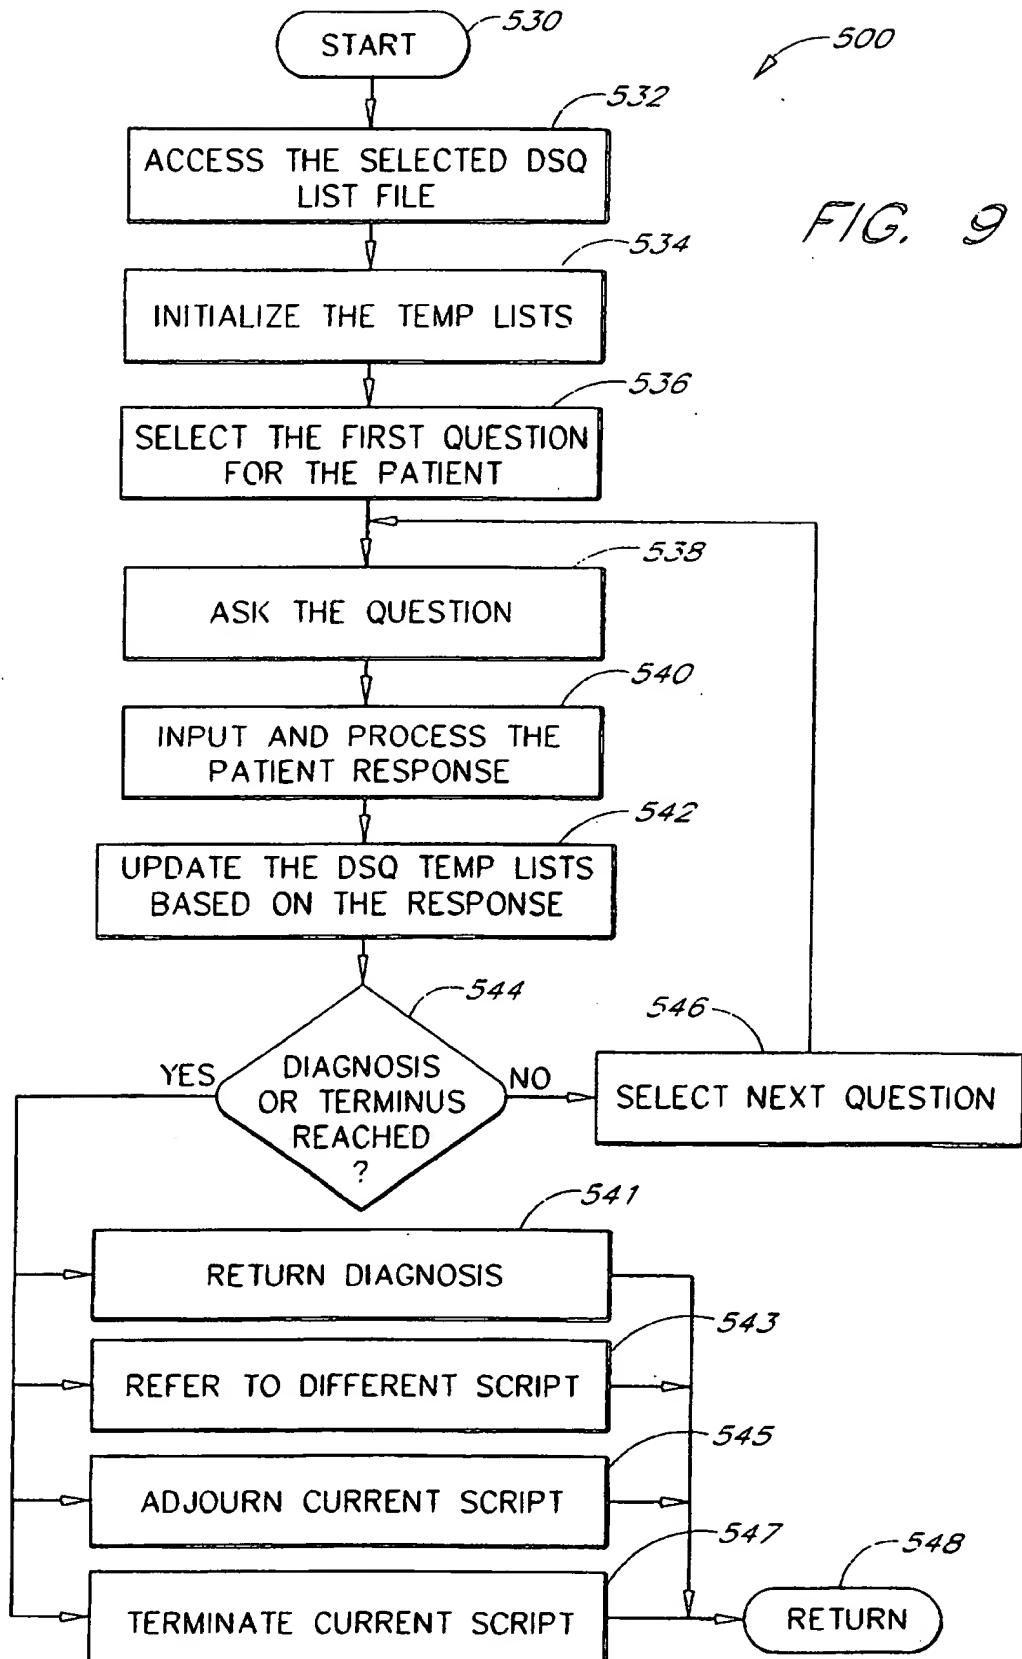 START
530
500
532
ACCESS THE SELECTED DSQ
LIST FILE
FIG. 9
534
INITIALIZE THE TEMP LISTS
536
SELECT THE FIRST QUESTION
FOR THE PATIENT
538
ASK THE QUESTION
540
INPUT AND PROCESS THE
PATIENT RESPONSE
542
UPDATE THE DSQ TEMP LISTS
BASED ON THE RESPONSE
544
546
YES
DIAGNOSIS
OR TERMINUS
REACHED
?
NO
SELECT NEXT QUESTION
541
RETURN DIAGNOSIS
543
REFER TO DIFFERENT SCRIPT
545
ADJOURN CURRENT SCRIPT
547
TERMINATE CURRENT SCRIPT
548
RETURN